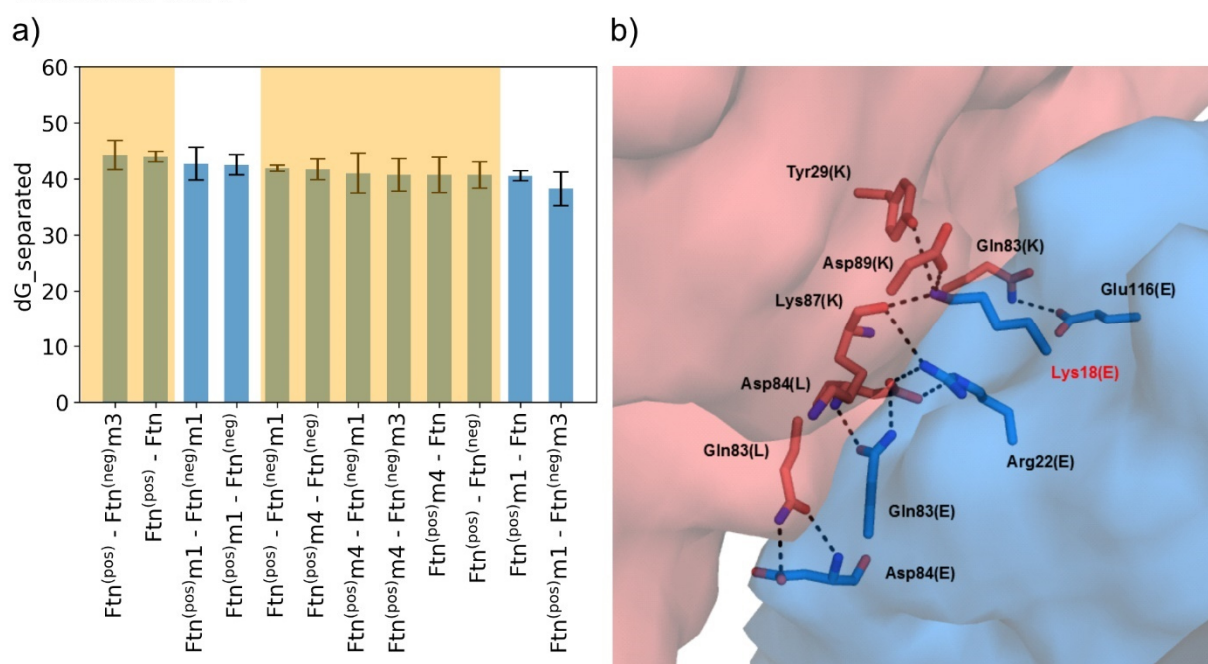 a)
b)
60
50
40
30
20
10
0
dG_separated
Ftn(pos) - Ftn(neg)m3
Ftn(pos) - Ftn
Ftn(pos)m1 - Ftn(neg)m1
Ftn(pos)m1 - Ftn(neg)
Ftn(pos) - Ftn(neg)m1
Ftn(pos)m4 - Ftn(neg)
Ftn(pos)m4 - Ftn(neg)m1
Ftn(pos)m4 - Ftn(neg)m3
Ftn(pos)m4 - Ftn
Ftn(pos) - Ftn(neg)
Ftn(pos)m1 - Ftn
Ftn(pos)m1 - Ftn(neg)m3
Tyr29(K)
Asp89(K)
Gln83(K)
Lys87(K)
Glu116(E)
Lys18(E)
Asp84(L)
Gln83(L)
Arg22(E)
Gln83(E)
Asp84(E)